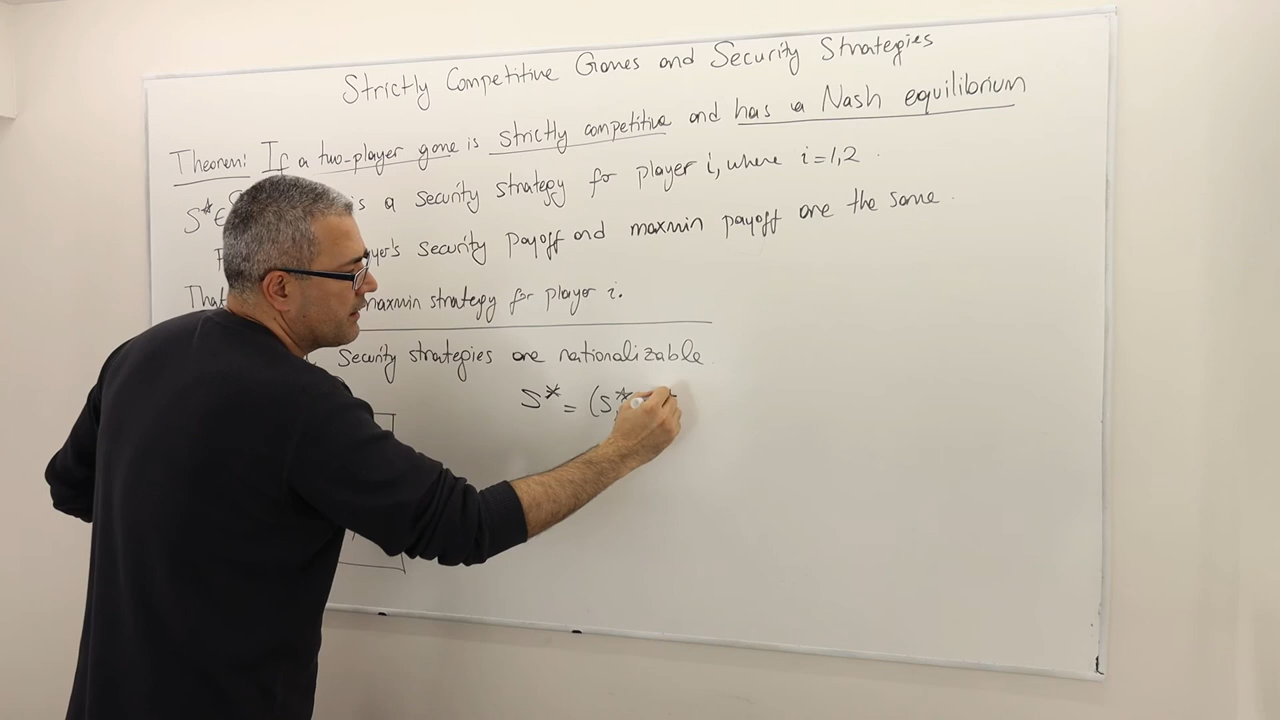 Strictly Competitive Games and Security Strategies
Theorem: If a two-player game is strictly competitive and has a Nash equilibrium
S*∈ is a security strategy for player i, where i=1,2.
security payoff and maxmin payoff are the same.
maxmin strategy for player i.
Security strategies are rationalizable.
S* = (S*